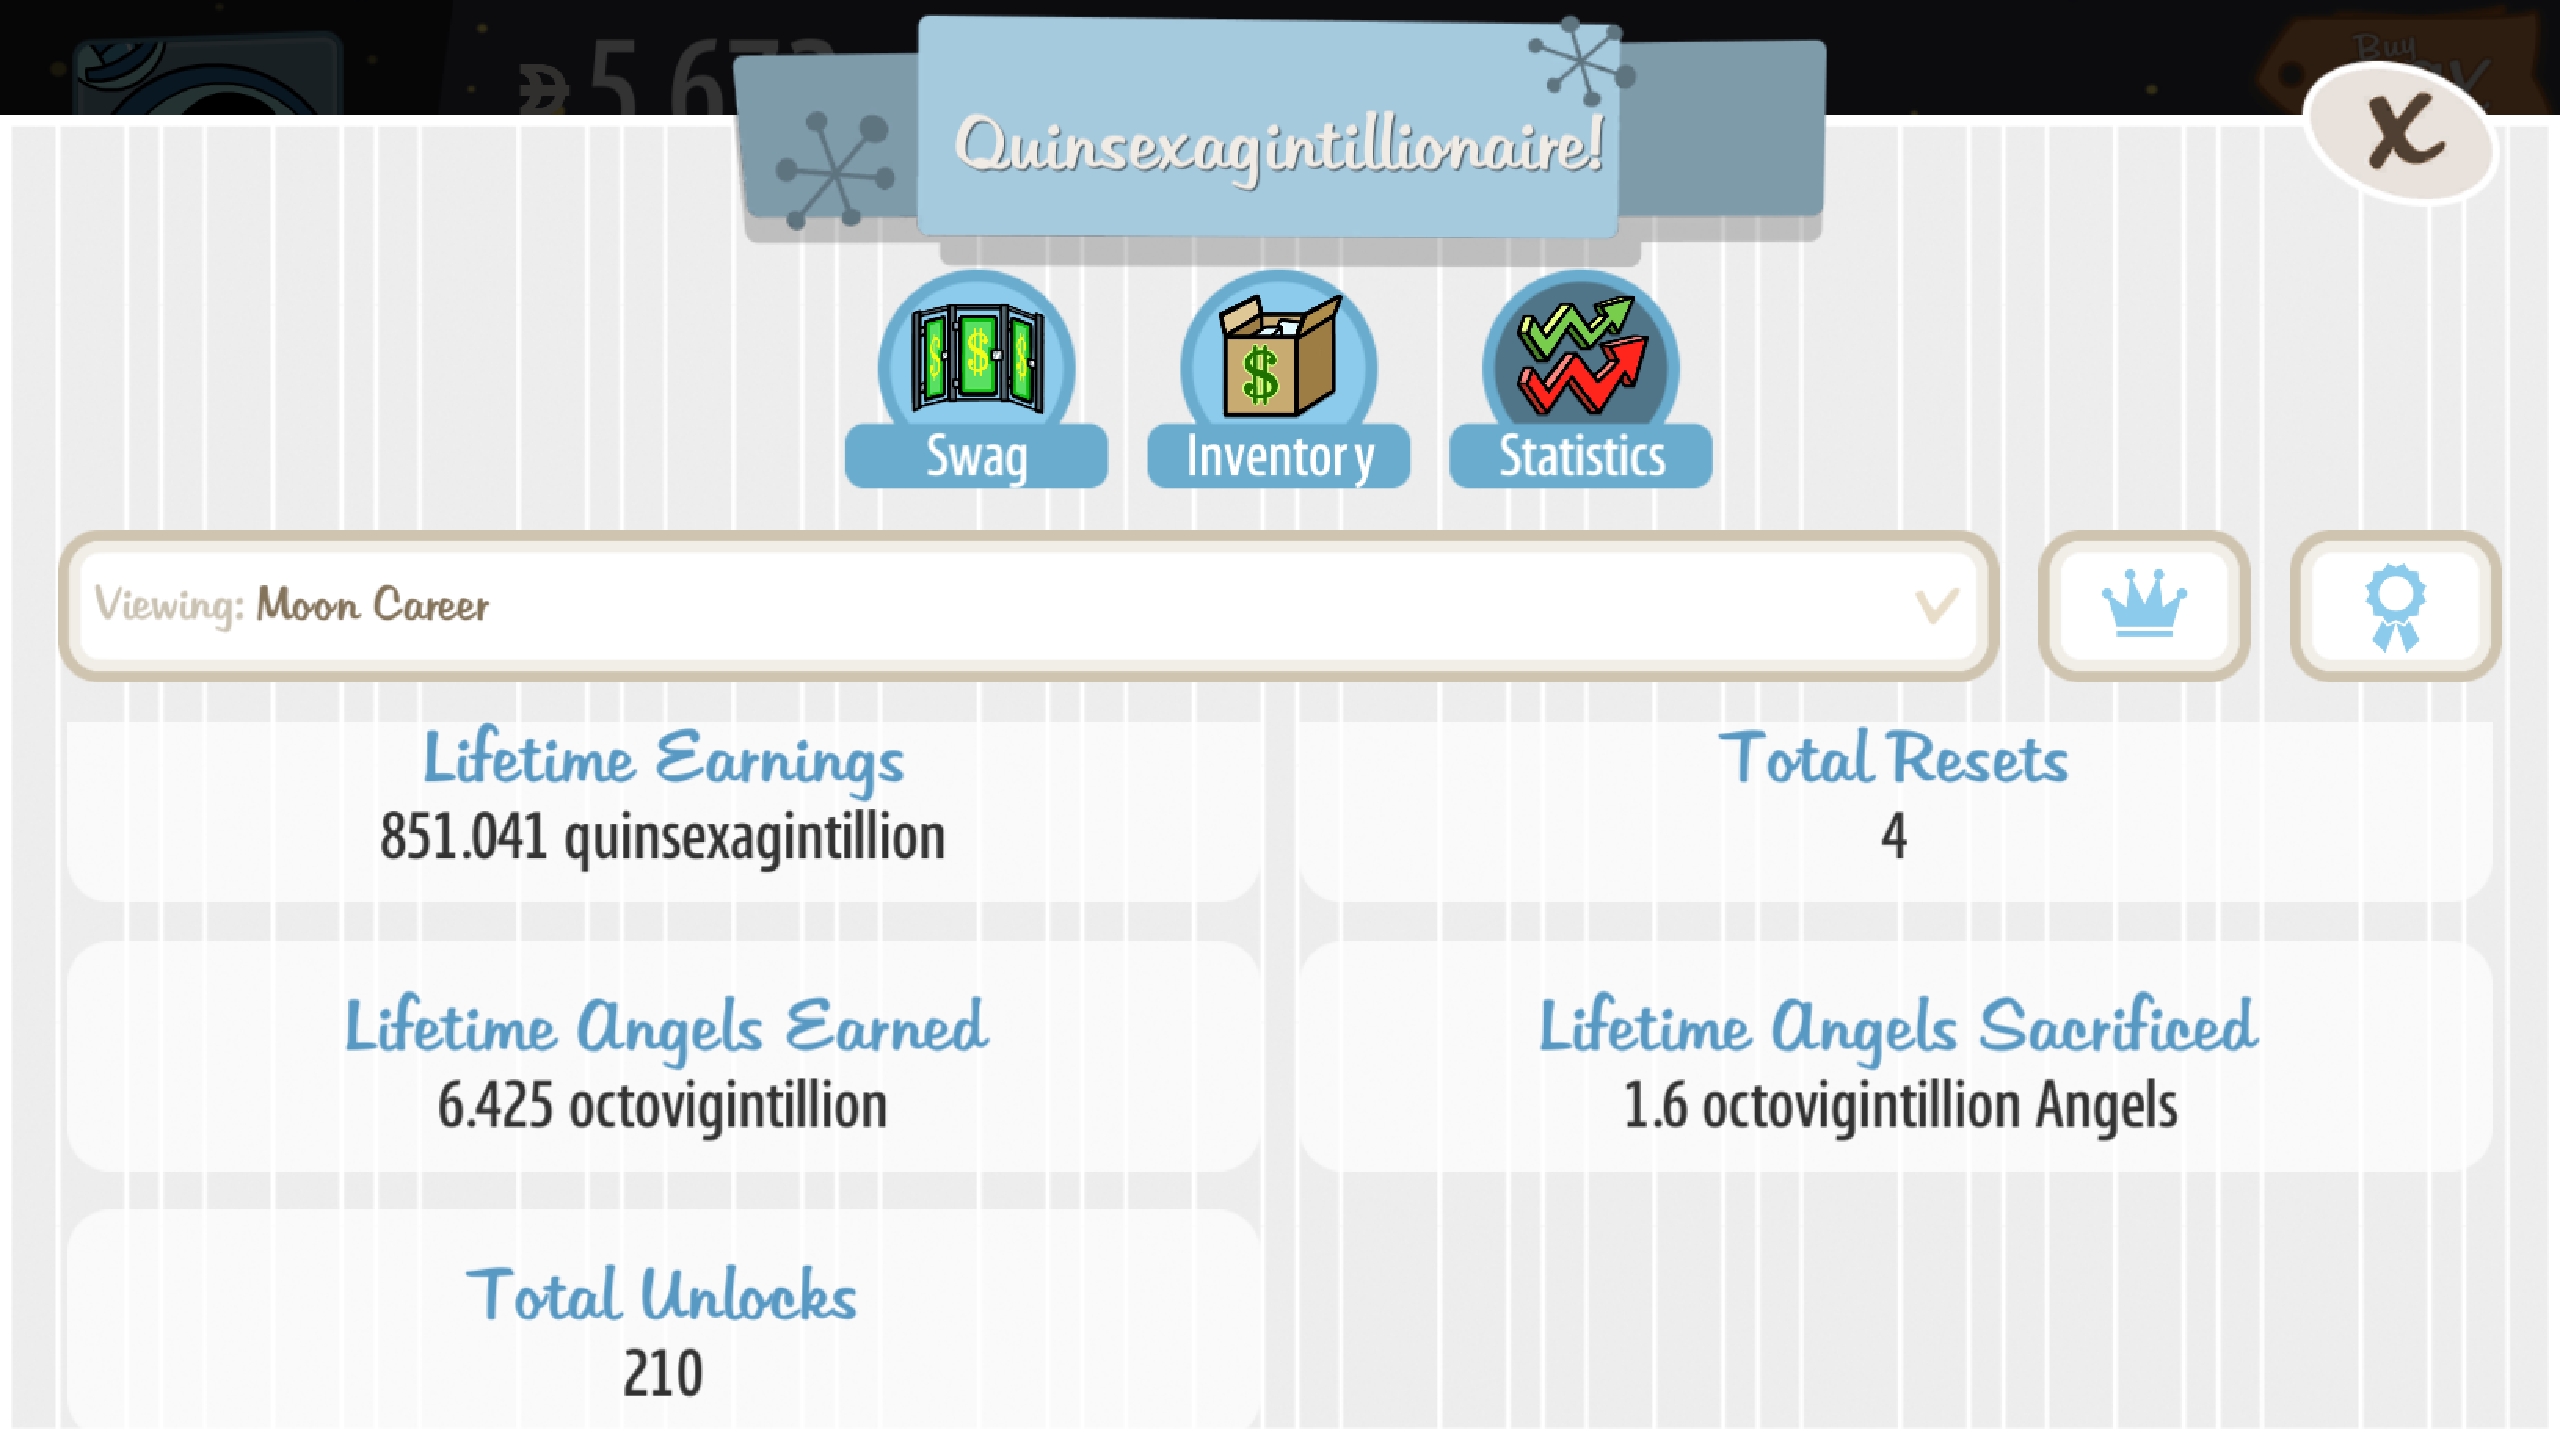 Buy
Quinsexagintillionaire!
X
Swag
Inventory
Statistics
Viewing: Moon Career
Lifetime Earnings
851.041 quinsexagintillion
Total Resets
4
Lifetime Angels Earned
6.425 octovigintillion
Lifetime Angels Sacrificed
1.6 octovigintillion Angels
Total Unlocks
210